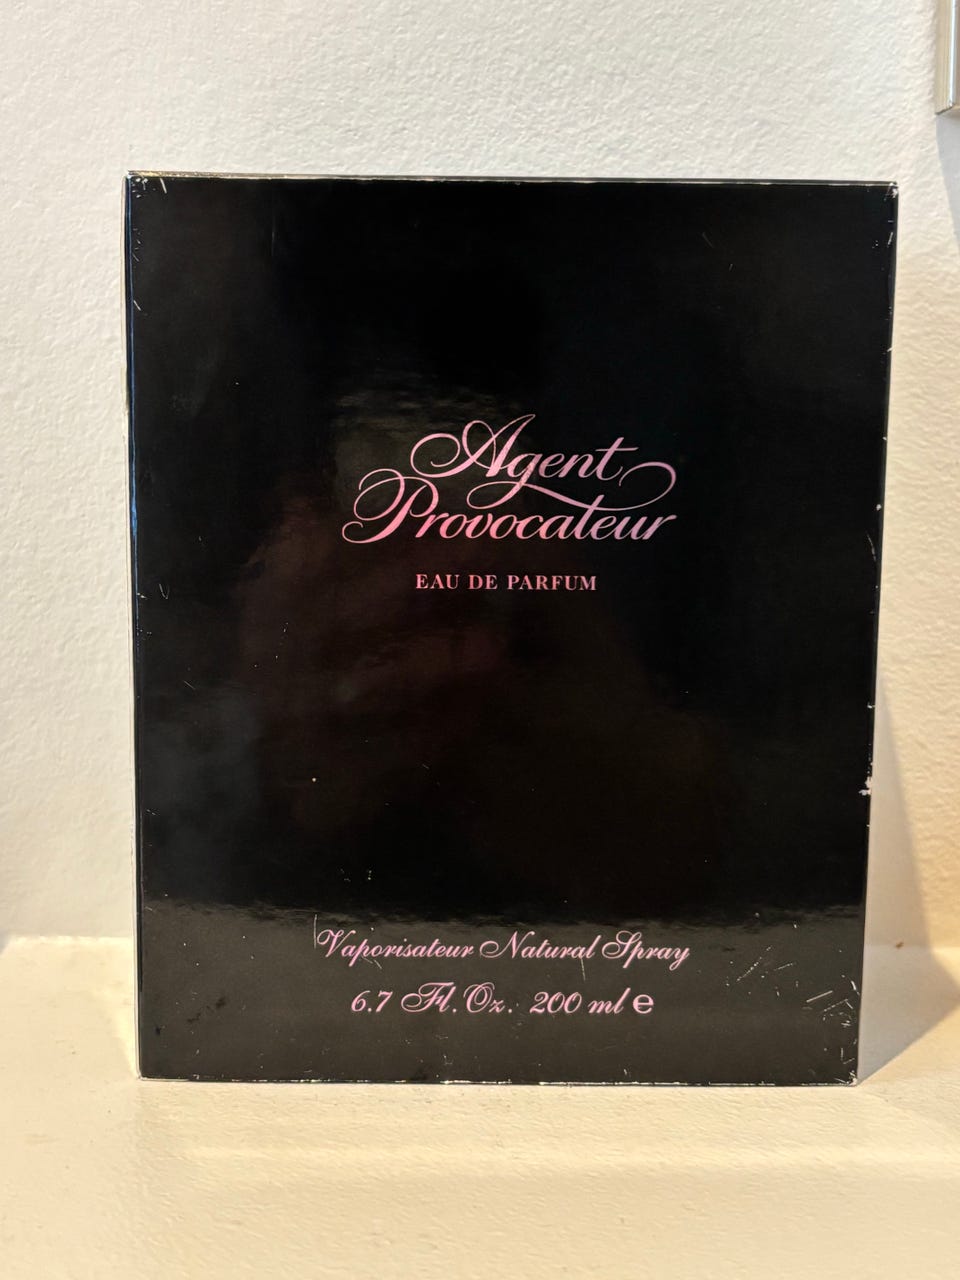 Agent
Provocateur
EAU DE PARFUM
Vaporisateur Natural Spray
6.7 Fl. Oz. 200 ml ℮